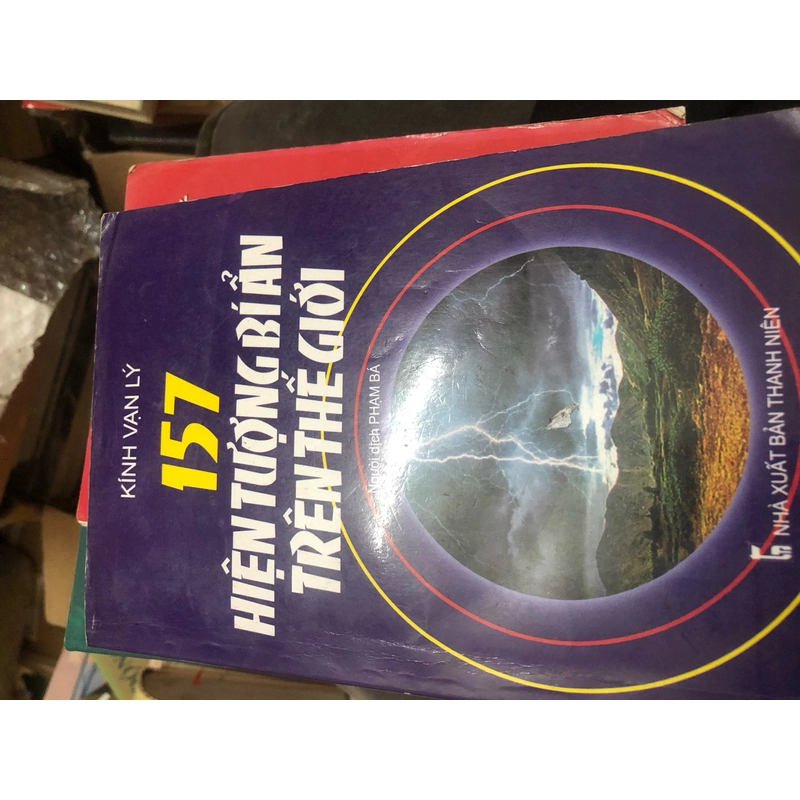 KÍNH VẠN LÝ
157
HIỆN TƯỢNG BÍ ẨN
TRÊN THẾ GIỚI
Người dịch PHẠM BÁ
NHÀ XUẤT BẢN THANH NIÊN